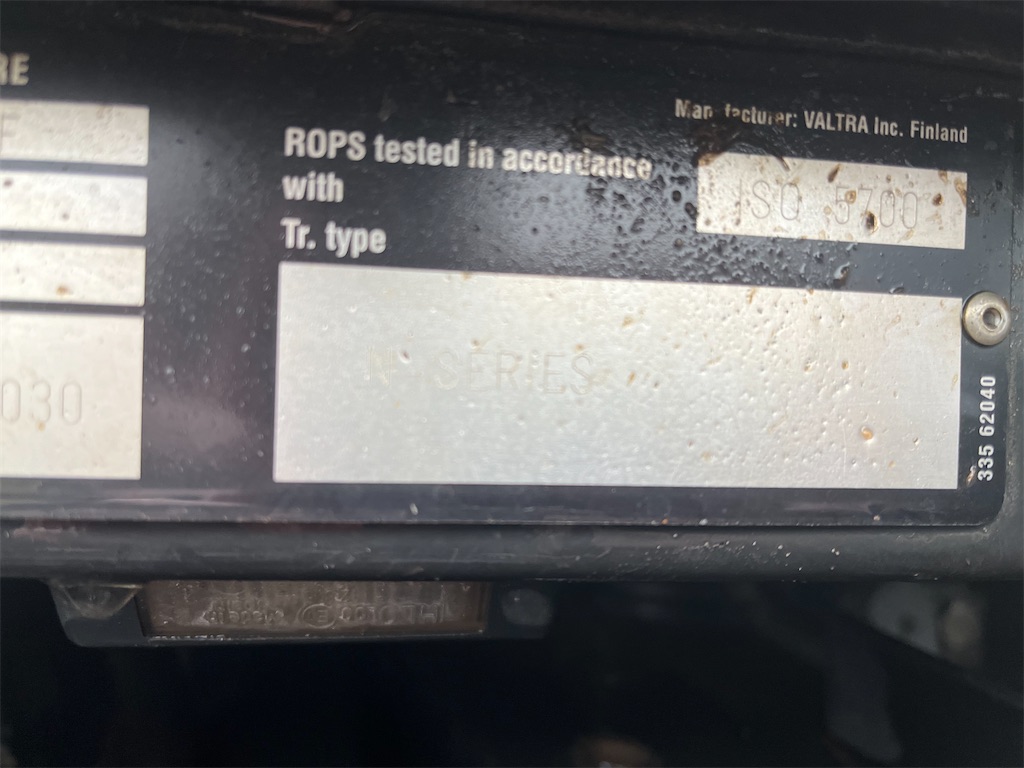 RE
F
030
Manufacturer: VALTRA Inc. Finland
ROPS tested in accordance
with
ISO 5700
Tr. type
N SERIES
335 62040